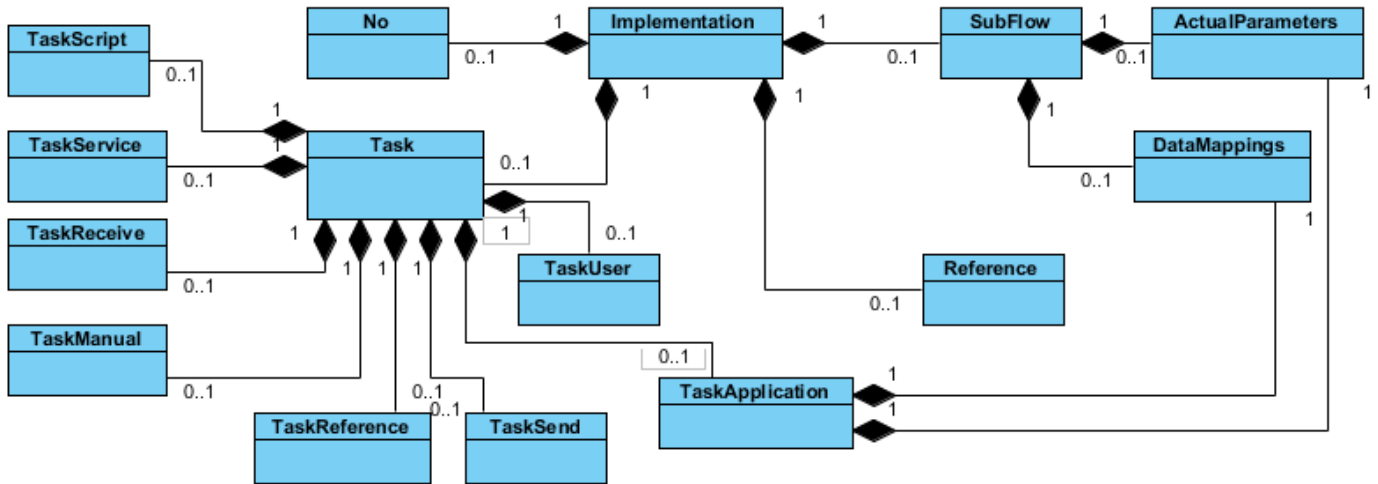 No
Implementation
SubFlow
ActualParameters
TaskScript
1
1
1
0..1
0..1
0..1
0..1
1
1
1
0..1
1
1
TaskService
Task
DataMappings
1
0..1
0..1
0..1
1
1
TaskReceive
1
1
0..1
TaskUser
Reference
1
1
1
0..1
0..1
TaskManual
0..1
TaskApplication
1
0..1
0..1
0..1
1
TaskReference
TaskSend